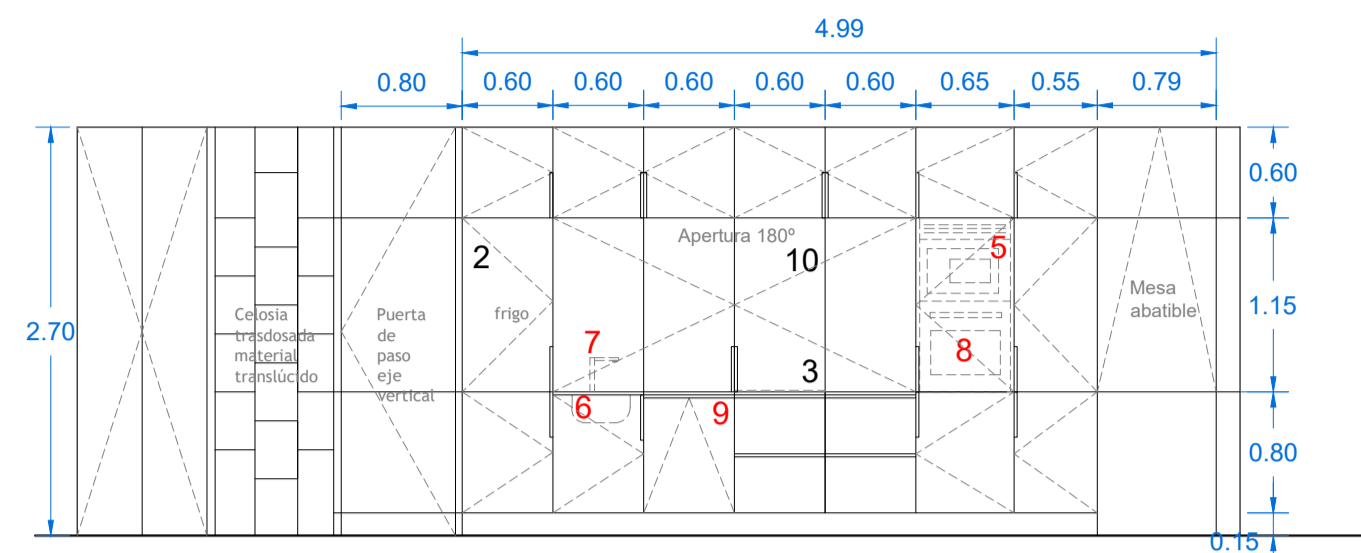 4.99
0.80 0.60 0.60 0.60 0.60 0.60 0.65 0.55 0.79
0.60
Apertura 180º
2
10
5
Mesa
abatible
frigo
Celosia
trasdosada
material
translúcido
Puerta
de
paso
eje
vertical
2.70
1.15
7
8
3
6
9
0.80
0.15